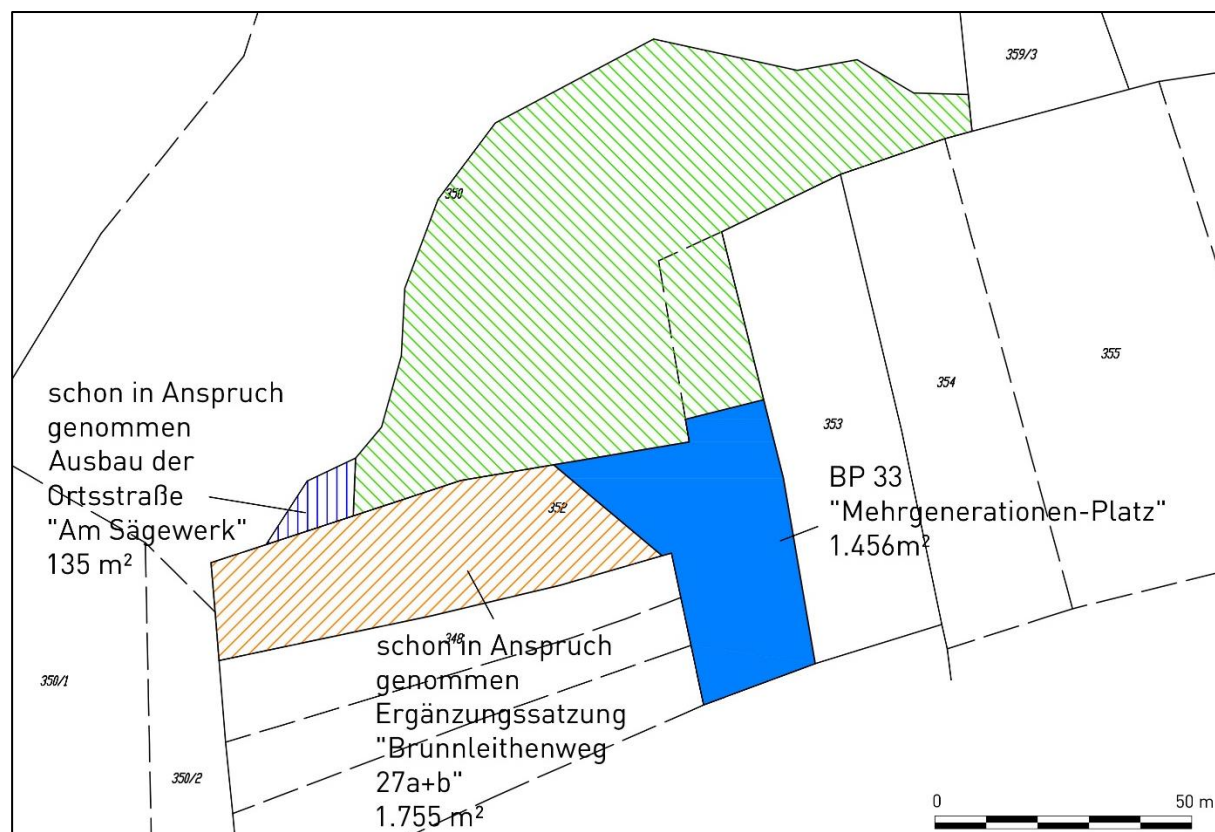 359/3
350
355
354
353
schon in Anspruch
genommen
Ausbau der
Ortsstraße
"Am Sägewerk"
135 m²
352
BP 33
"Mehrgenerationen-Platz"
1.456m²
348
schon in Anspruch
genommen
Ergänzungssatzung
"Brunnleithenweg
27a+b"
1.755 m²
350/1
350/2
0 50 m